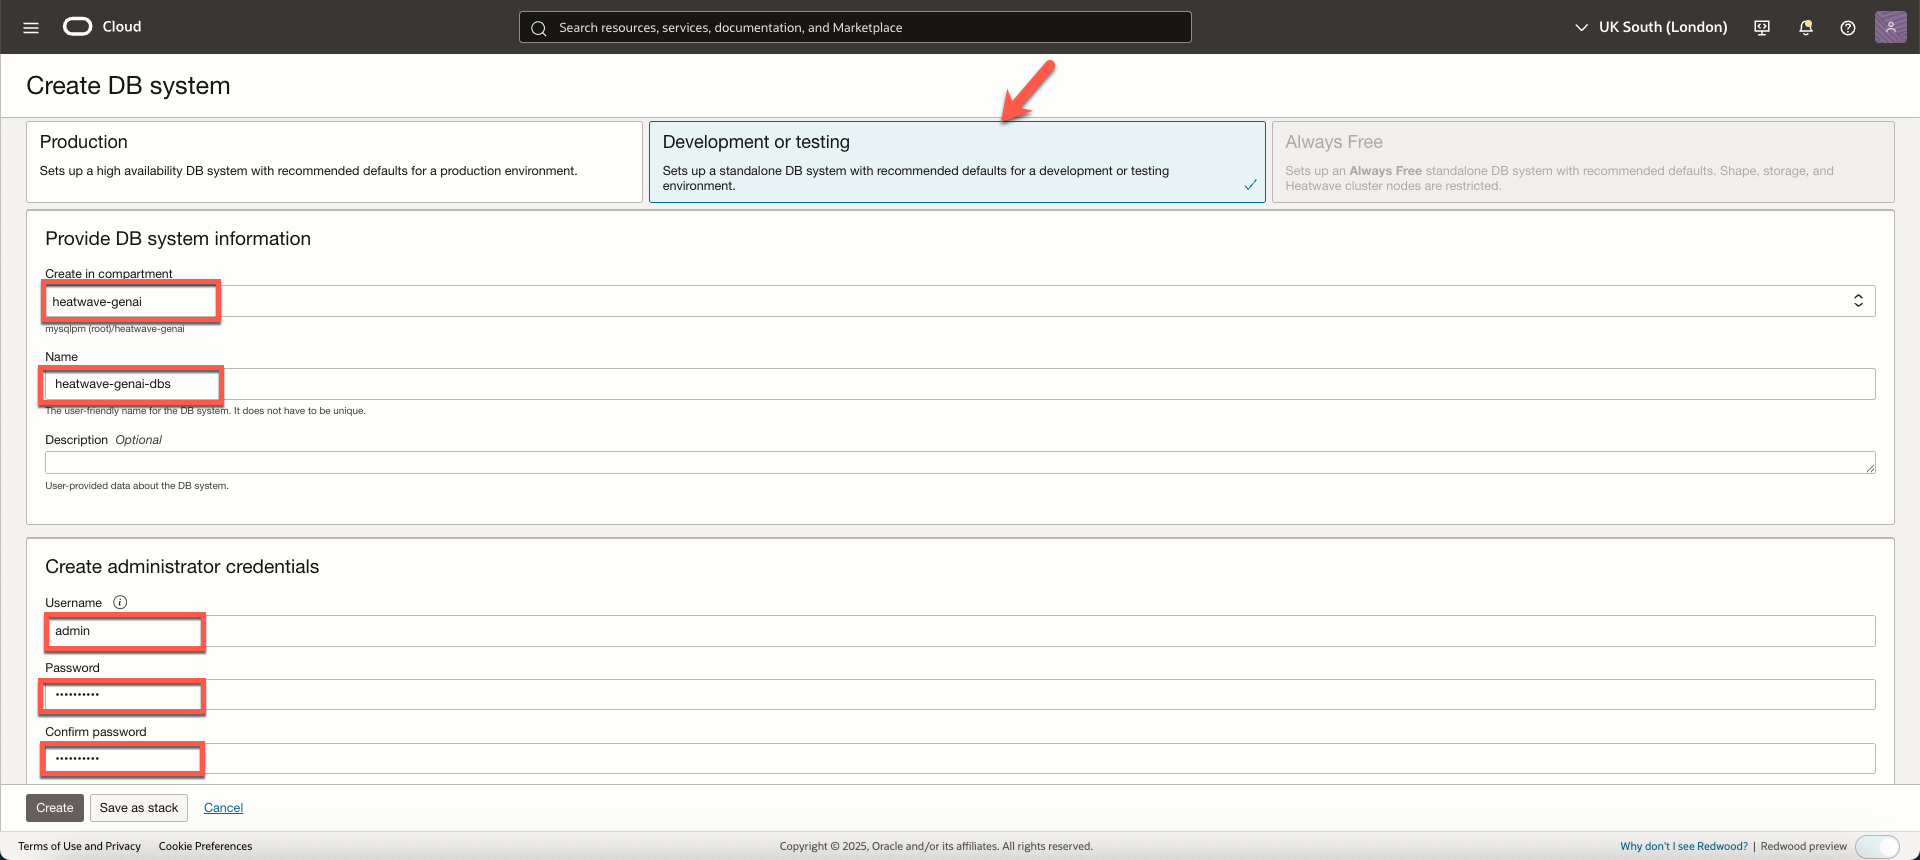 Cloud
Search resources, services, documentation, and Marketplace
UK South (London)
Create DB system
Production
Sets up a high availability DB system with recommended defaults for a production environment.
Development or testing
Sets up a standalone DB system with recommended defaults for a development or testing
environment.
Always Free
Sets up an Always Free standalone DB system with recommended defaults. Shape, storage, and
Heatwave cluster nodes are restricted.
Provide DB system information
Create in compartment
heatwave-genai
mysqlpm (root)/heatwave-genai
Name
heatwave-genai-dbs
The user-friendly name for the DB system. It does not have to be unique.
Description Optional
User-provided data about the DB system.
Create administrator credentials
Username
admin
Password
••••••••••
Confirm password
••••••••••
Create
Save as stack
Cancel
Terms of Use and Privacy
Cookie Preferences
Copyright © 2025, Oracle and/or its affiliates. All rights reserved.
Why don't I see Redwood? | Redwood preview